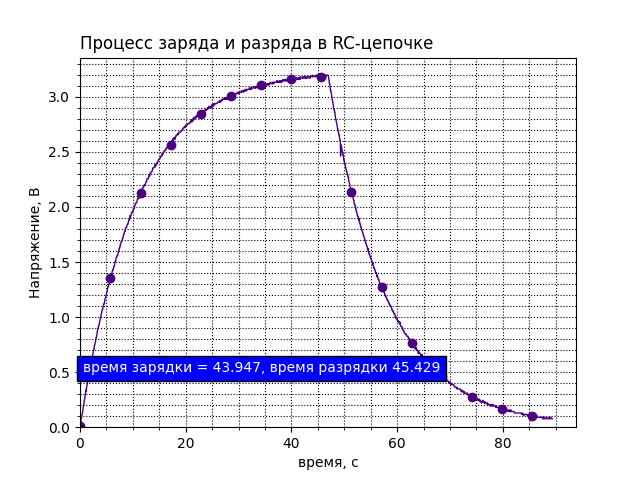 Процесс заряда и разряда в RC-цепочке
3.0
2.5
2.0
1.5
1.0
0.5
0.0
Напряжение, В
время зарядки = 43.947, время разрядки 45.429
0 20 40 60 80
время, с